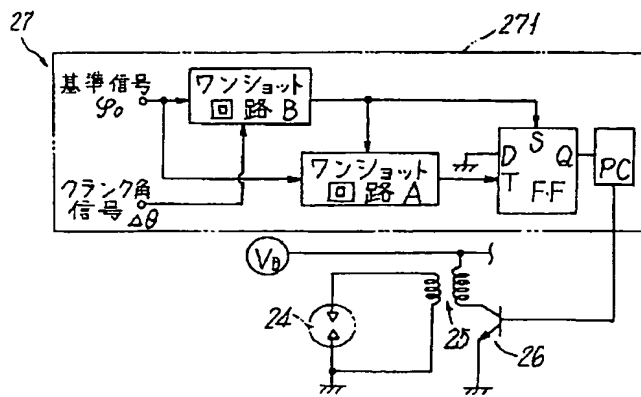 27
271
基準信号
φ₀
ワンショット
回路 B
ワンショット
回路 A
クランク角
信号
Δθ
S
D
Q
T
F·F
PC
V_B
24
25
26